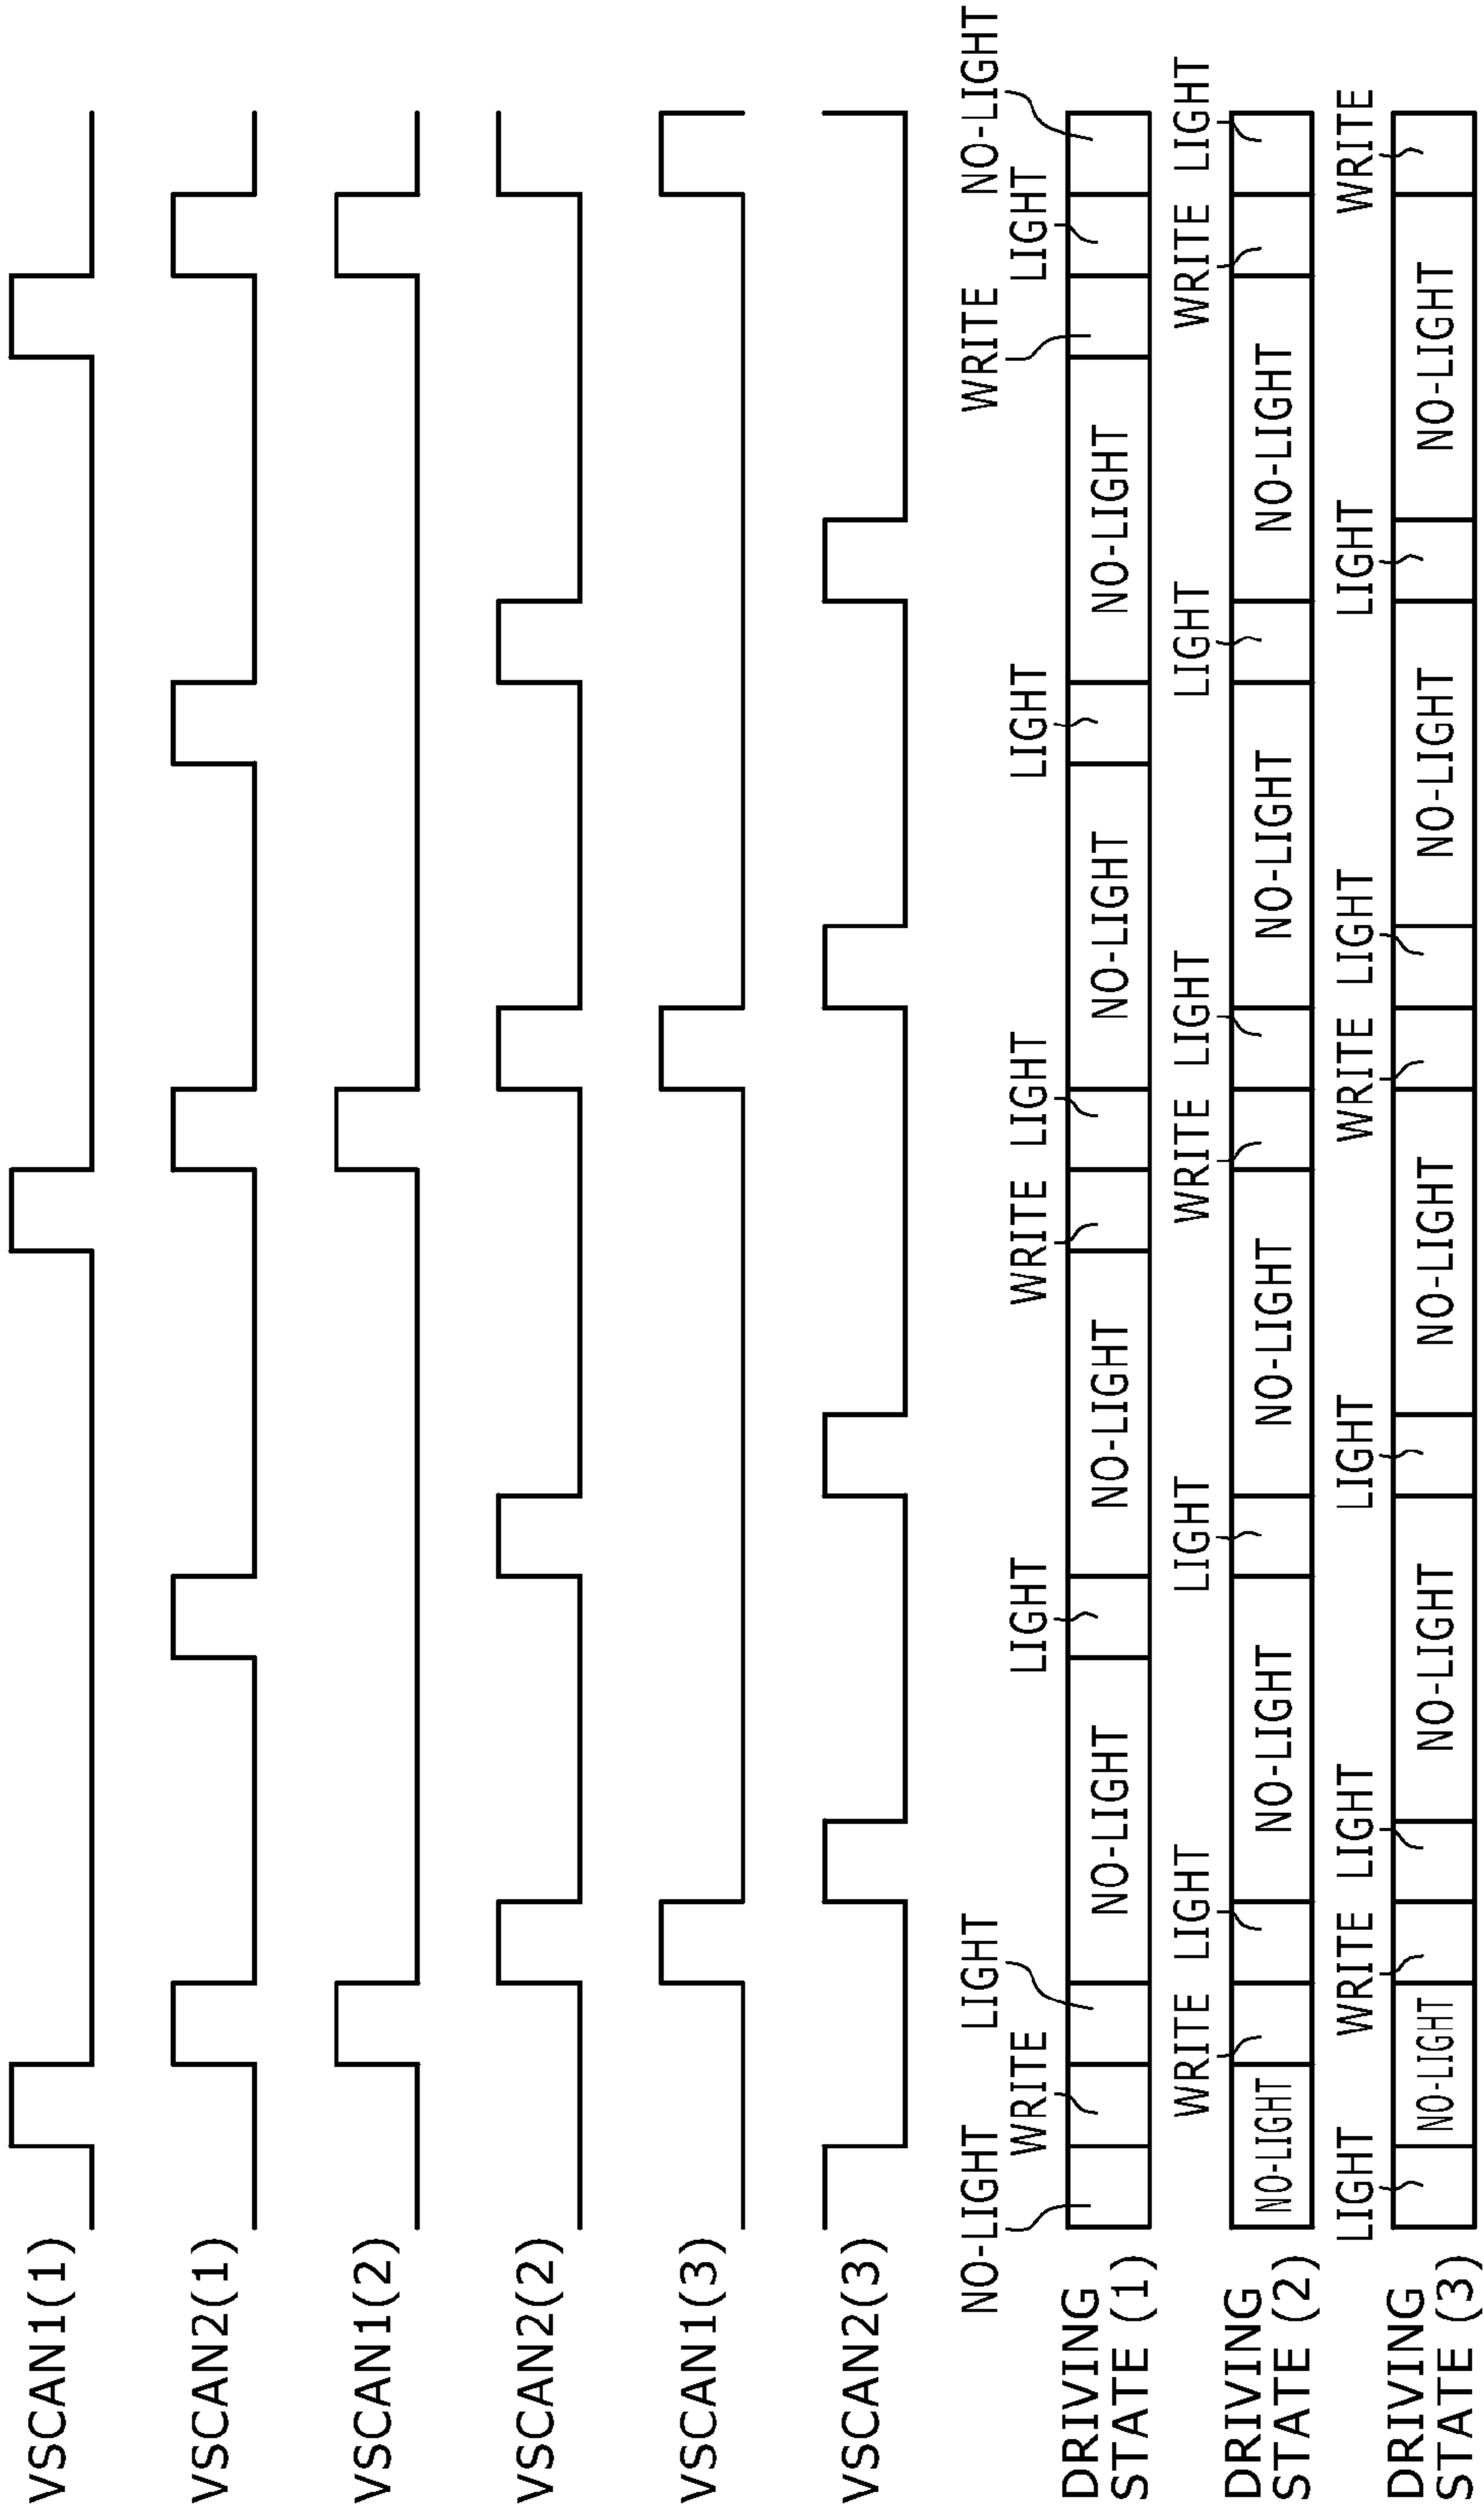 VSCAN1(1)
VSCAN2(1)
VSCAN1(2)
VSCAN2(2)
VSCAN1(3)
VSCAN2(3)
NO-LIGHT LIGHT WRITE NO-LIGHT
WRITE LIGHT WRITE LIGHT LIGHT LIGHT
DRIVING
STATE(1) NO-LIGHT NO-LIGHT NO-LIGHT NO-LIGHT
WRITE LIGHT LIGHT WRITE LIGHT LIGHT WRITE LIGHT
DRIVING
STATE(2) NO-LIGHT NO-LIGHT NO-LIGHT NO-LIGHT NO-LIGHT
LIGHT WRITE LIGHT LIGHT WRITE LIGHT LIGHT WRITE
DRIVING
STATE(3) NO-LIGHT NO-LIGHT NO-LIGHT NO-LIGHT NO-LIGHT